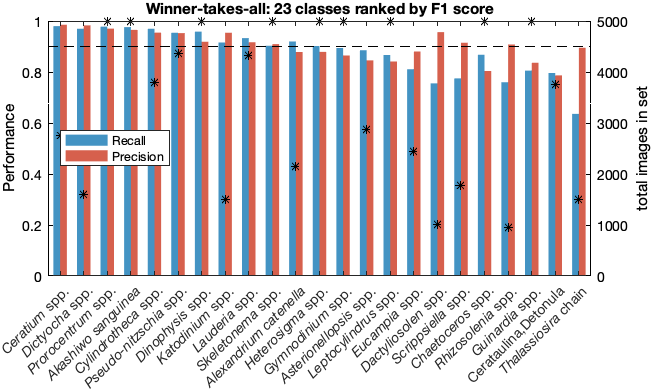 Winner-takes-all: 23 classes ranked by F1 score
Performance
1
0.8
0.6
0.4
0.2
0
Recall
Precision
5000
4000
3000
2000
1000
0
total images in set
Ceratium spp.
Dictyocha spp.
Prorocentrum spp.
Akashiwo sanguinea
Cylindrotheca spp.
Pseudo-nitzschia spp.
Dinophysis spp.
Katodinium spp.
Lauderia spp.
Skeletonema spp.
Alexandrium catenella
Heterosigma spp.
Gymnodinium spp.
Asterionellopsis spp.
Leptocylindrus spp.
Eucampia spp.
Dactyliosolen spp.
Scrippsiella spp.
Chaetoceros spp.
Rhizosolenia spp.
Guinardia spp.
Cerataulina,Detonula
Thalassiosira chain